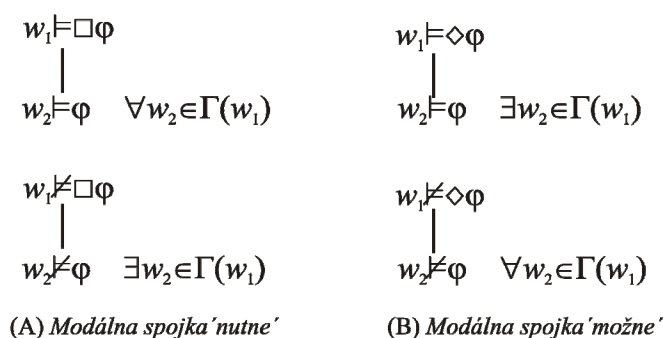 w₁⊨□φ
w₂⊨φ ∀w₂∈Γ(w₁)
w₁⊭□φ
w₂⊭φ ∃w₂∈Γ(w₁)
(A) Modálna spojka´nutne´
w₁⊨◇φ
w₂⊨φ ∃w₂∈Γ(w₁)
w₁⊭◇φ
w₂⊭φ ∀w₂∈Γ(w₁)
(B) Modálna spojka´možne´